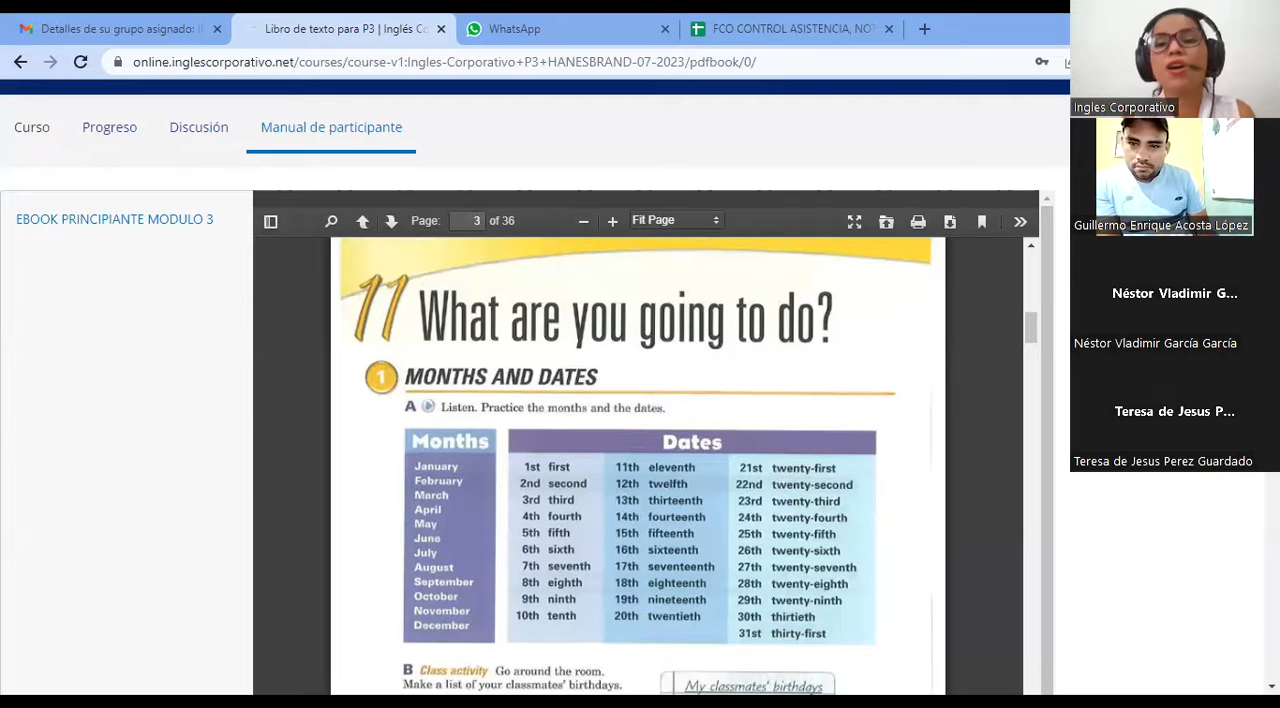 Detalles de su grupo asignado: I
Libro de texto para P3 | Inglés Co
WhatsApp
FCO CONTROL ASISTENCIA, NOT
online.inglescorporativo.net/courses/course-v1:Ingles-Corporativo+P3+HANESBRAND-07-2023/pdfbook/0/
Curso
Progreso
Discusión
Manual de participante
EBOOK PRINCIPIANTE MODULO 3
Page: 3 of 36
Fit Page
11 What are you going to do?
1 MONTHS AND DATES
A Listen. Practice the months and the dates.
Months
January
February
March
April
May
June
July
August
September
October
November
December
Dates
1st first
2nd second
3rd third
4th fourth
5th fifth
6th sixth
7th seventh
8th eighth
9th ninth
10th tenth
11th eleventh
12th twelfth
13th thirteenth
14th fourteenth
15th fifteenth
16th sixteenth
17th seventeenth
18th eighteenth
19th nineteenth
20th twentieth
21st twenty-first
22nd twenty-second
23rd twenty-third
24th twenty-fourth
25th twenty-fifth
26th twenty-sixth
27th twenty-seventh
28th twenty-eighth
29th twenty-ninth
30th thirtieth
31st thirty-first
B Class activity Go around the room.
Make a list of your classmates' birthdays.
My classmates' birthdays
Ingles Corporativo
Guillermo Enrique Acosta López
Néstor Vladimir G...
Néstor Vladimir García García
Teresa de Jesus P...
Teresa de Jesus Perez Guardado